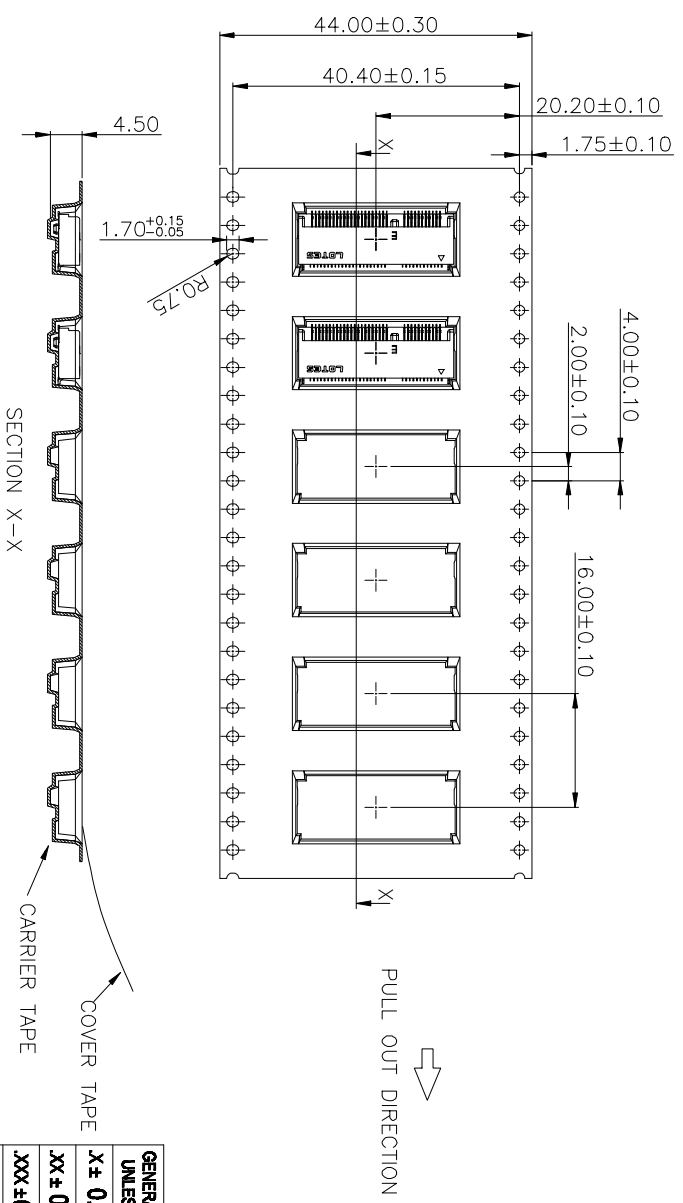 44.00±0.30
40.40±0.15
20.20±0.10
1.75±0.10
4.50
1.70+0.15-0.05
R0.75
X
4.00±0.10
2.00±0.10
16.00±0.10
E
LOTES
E
LOTES
X
SECTION X-X
CARRIER TAPE
COVER TAPE
PULL OUT DIRECTION
GENERA
UNLES
.X ± 0.
.XX ± 0
.XXX ±